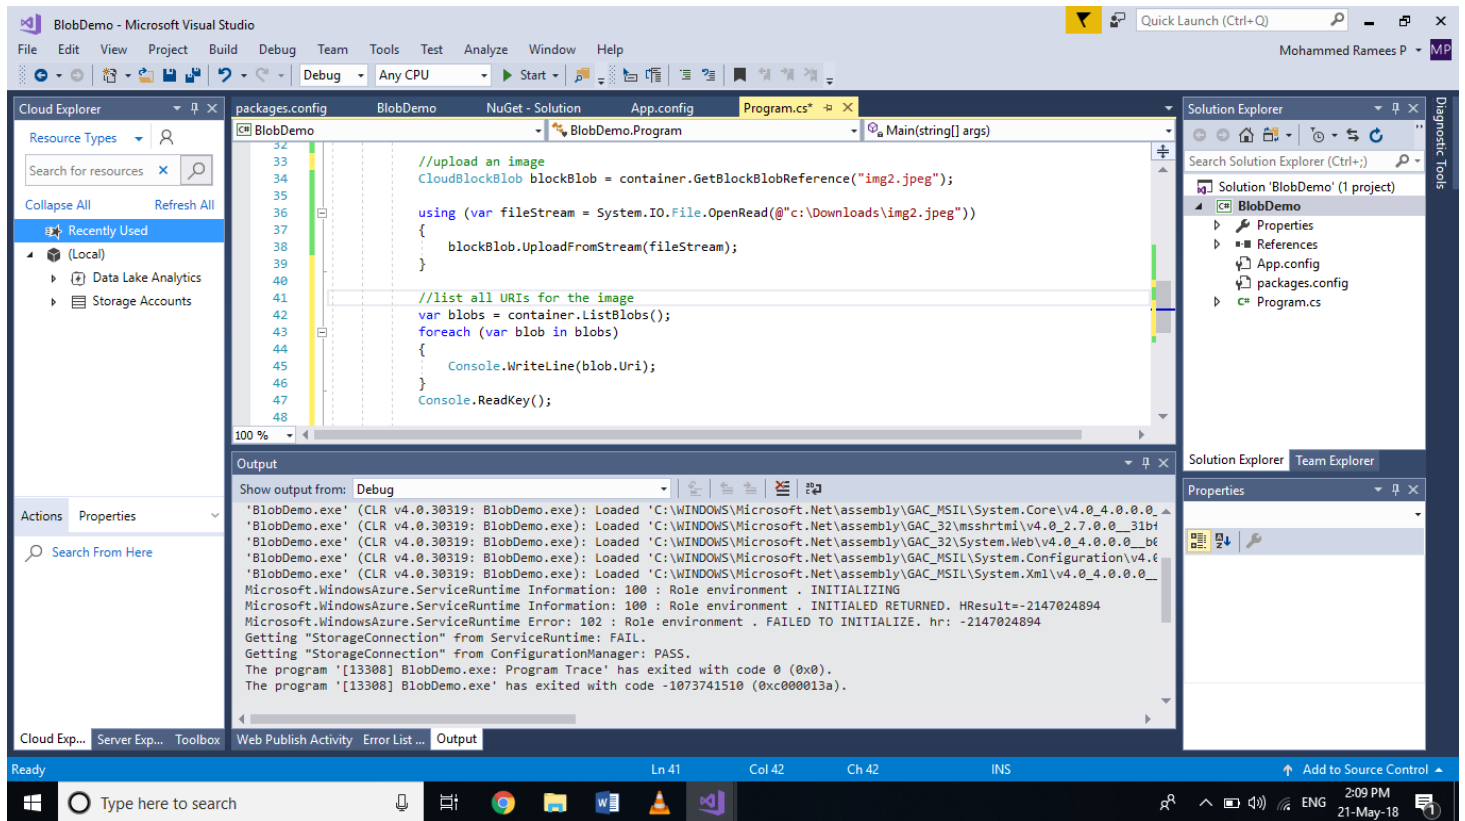 BlobDemo - Microsoft Visual Studio
Quick Launch (Ctrl+Q)
File Edit View Project Build Debug Team Tools Test Analyze Window Help
Mohammed Ramees P MP
Debug Any CPU Start
Cloud Explorer
Resource Types
Search for resources
Collapse All Refresh All
Recently Used
(Local)
Data Lake Analytics
Storage Accounts
Actions Properties
Search From Here
Cloud Exp... Server Exp... Toolbox
packages.config BlobDemo NuGet - Solution App.config Program.cs*
C# BlobDemo BlobDemo.Program Main(string[] args)
32
33 //upload an image
34 CloudBlockBlob blockBlob = container.GetBlockBlobReference("img2.jpeg");
35
36 using (var fileStream = System.IO.File.OpenRead(@"c:\Downloads\img2.jpeg"))
37 {
38 blockBlob.UploadFromStream(fileStream);
39 }
40
41 //list all URIs for the image
42 var blobs = container.ListBlobs();
43 foreach (var blob in blobs)
44 {
45 Console.WriteLine(blob.Uri);
46 }
47 Console.ReadKey();
48
100 %
Output
Show output from: Debug
'BlobDemo.exe' (CLR v4.0.30319: BlobDemo.exe): Loaded 'C:\WINDOWS\Microsoft.Net\assembly\GAC_MSIL\System.Core\v4.0_4.0.0.0_
'BlobDemo.exe' (CLR v4.0.30319: BlobDemo.exe): Loaded 'C:\WINDOWS\Microsoft.Net\assembly\GAC_32\msshrtmi\v4.0_2.7.0.0__31bf
'BlobDemo.exe' (CLR v4.0.30319: BlobDemo.exe): Loaded 'C:\WINDOWS\Microsoft.Net\assembly\GAC_32\System.Web\v4.0_4.0.0.0__b0
'BlobDemo.exe' (CLR v4.0.30319: BlobDemo.exe): Loaded 'C:\WINDOWS\Microsoft.Net\assembly\GAC_MSIL\System.Configuration\v4.0
'BlobDemo.exe' (CLR v4.0.30319: BlobDemo.exe): Loaded 'C:\WINDOWS\Microsoft.Net\assembly\GAC_MSIL\System.Xml\v4.0_4.0.0.0__
Microsoft.WindowsAzure.ServiceRuntime Information: 100 : Role environment . INITIALIZING
Microsoft.WindowsAzure.ServiceRuntime Information: 100 : Role environment . INITIALED RETURNED. HResult=-2147024894
Microsoft.WindowsAzure.ServiceRuntime Error: 102 : Role environment . FAILED TO INITIALIZE. hr: -2147024894
Getting "StorageConnection" from ServiceRuntime: FAIL.
Getting "StorageConnection" from ConfigurationManager: PASS.
The program '[13308] BlobDemo.exe: Program Trace' has exited with code 0 (0x0).
The program '[13308] BlobDemo.exe' has exited with code -1073741510 (0xc000013a).
Web Publish Activity Error List ... Output
Solution Explorer
Search Solution Explorer (Ctrl+;)
Solution 'BlobDemo' (1 project)
C# BlobDemo
Properties
References
App.config
packages.config
C# Program.cs
Solution Explorer Team Explorer
Properties
Diagnostic Tools
Ready Ln 41 Col 42 Ch 42 INS Add to Source Control
Type here to search
ENG
2:09 PM
21-May-18
1